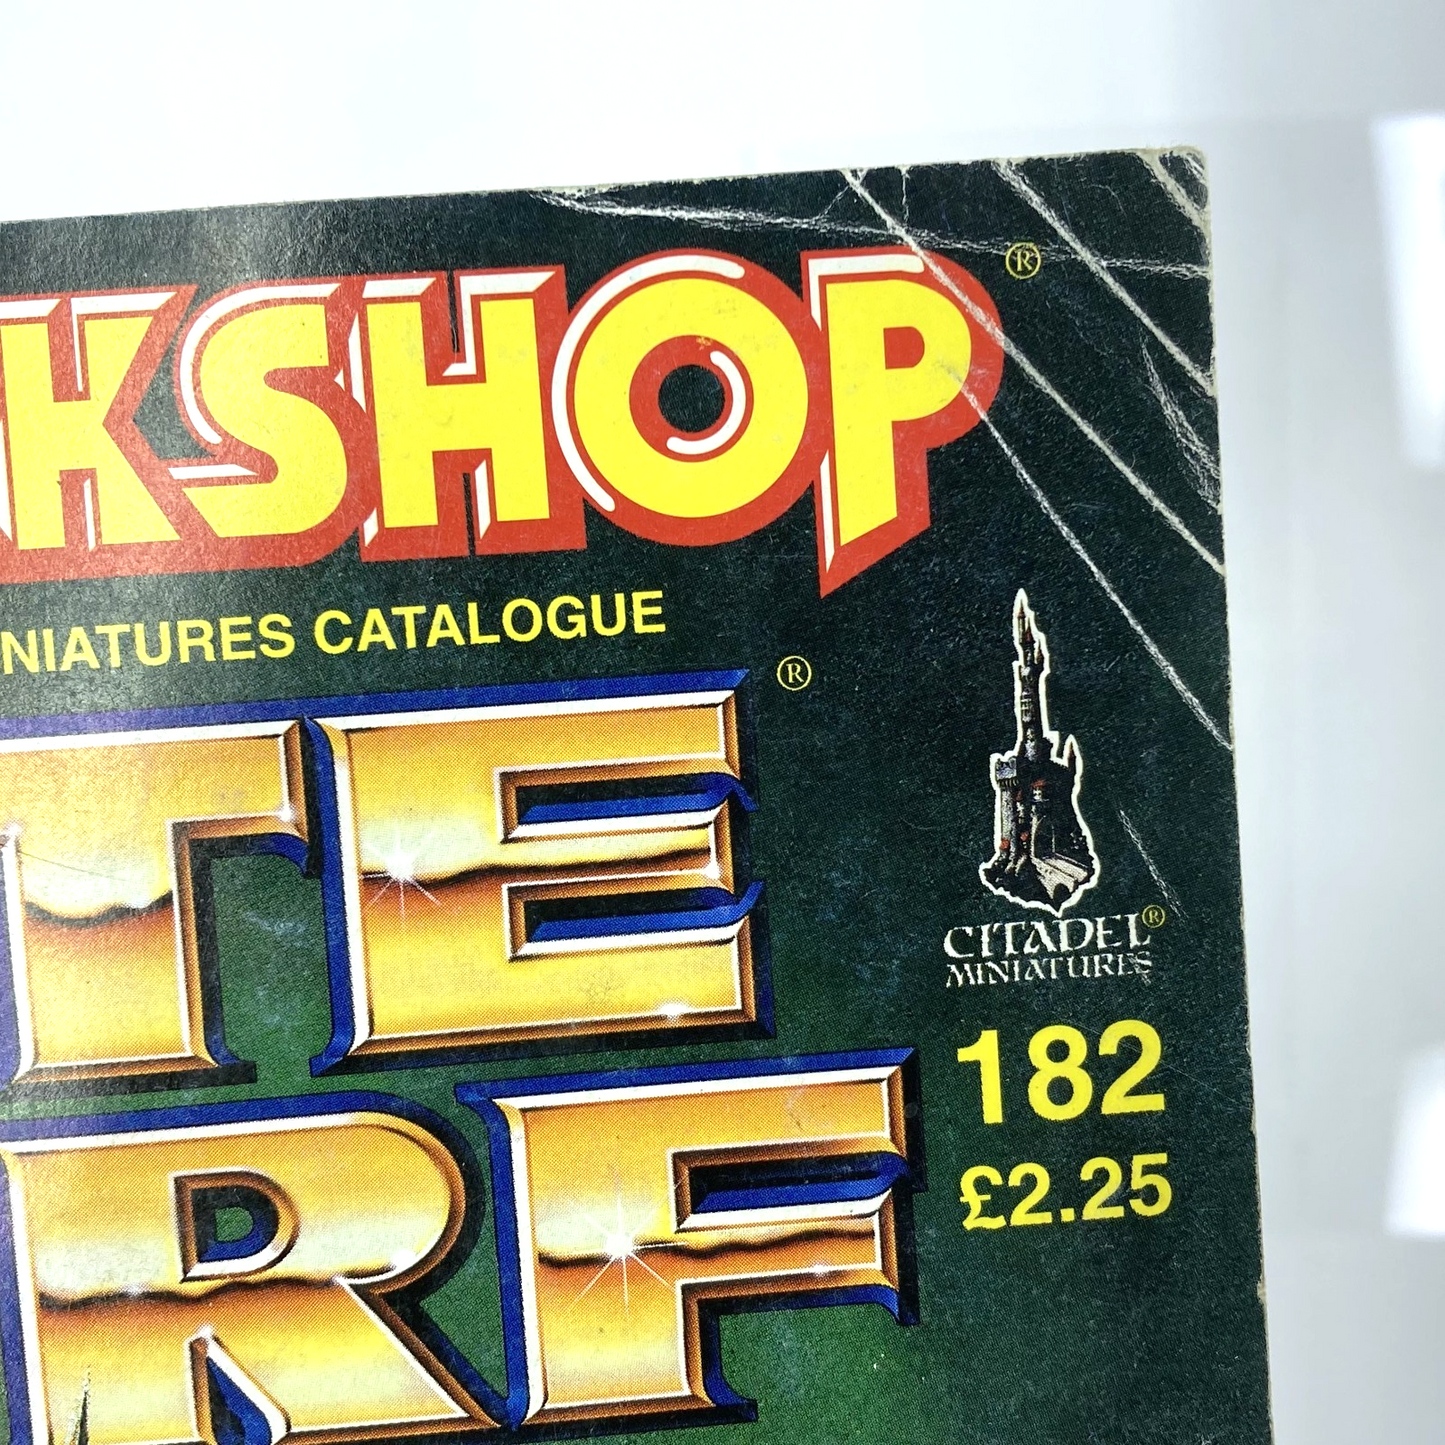 KSHOP®
NIATURES CATALOGUE
TE®
RF
CITADEL®
MINIATURES
182
£2.25